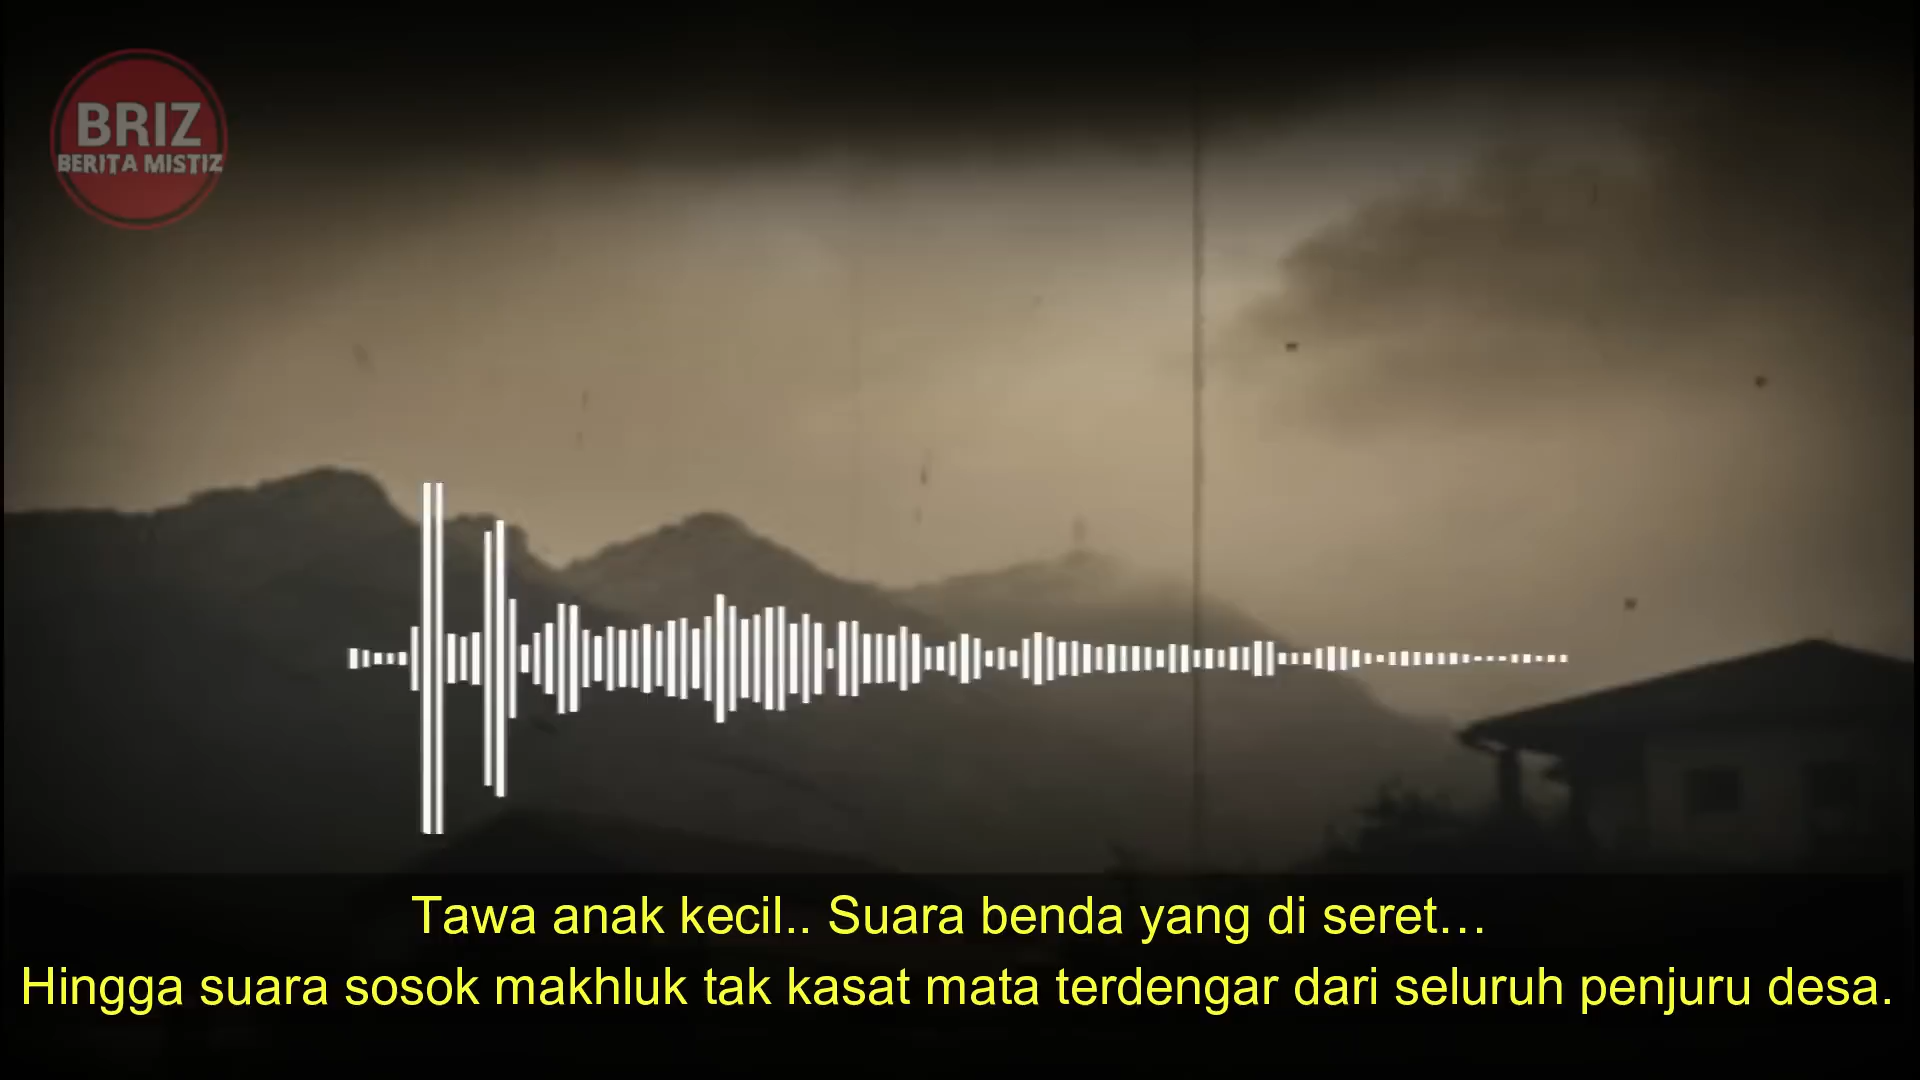 BRIZ
BERITA MISTIZ
Tawa anak kecil.. Suara benda yang di seret...
Hingga suara sosok makhluk tak kasat mata terdengar dari seluruh penjuru desa.